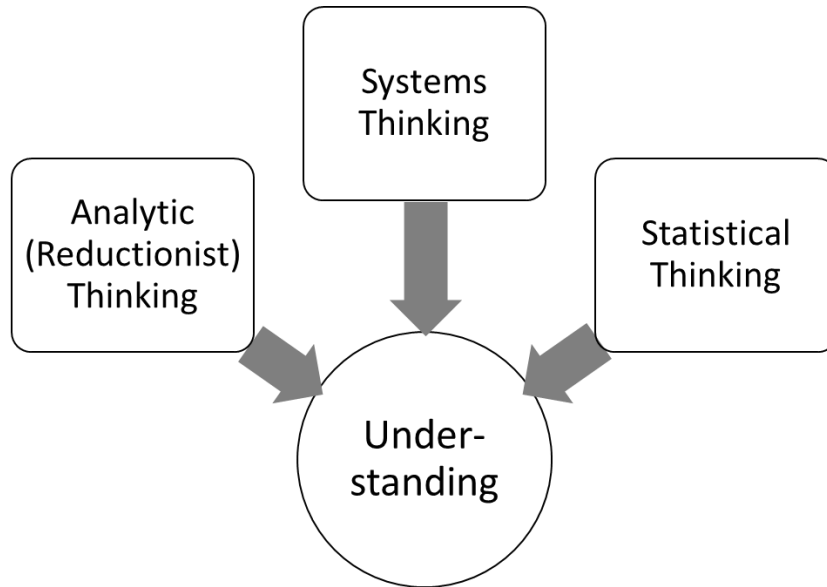 Systems
Thinking
Analytic
(Reductionist)
Thinking
Statistical
Thinking
Under-
standing